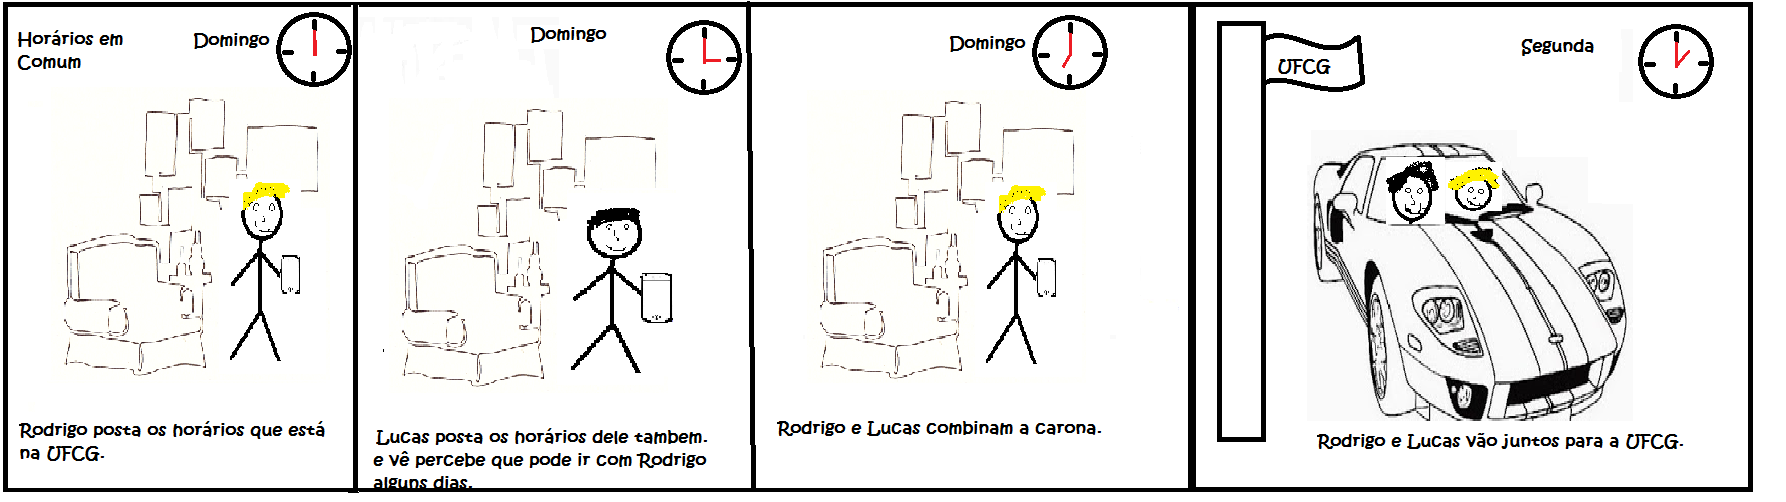 Horários em
Comum
Domingo
Rodrigo posta os horários que está
na UFCG.
Domingo
Lucas posta os horários dele tambem.
e vê percebe que pode ir com Rodrigo
alguns dias.
Domingo
Rodrigo e Lucas combinam a carona.
UFCG
Segunda
Rodrigo e Lucas vão juntos para a UFCG.